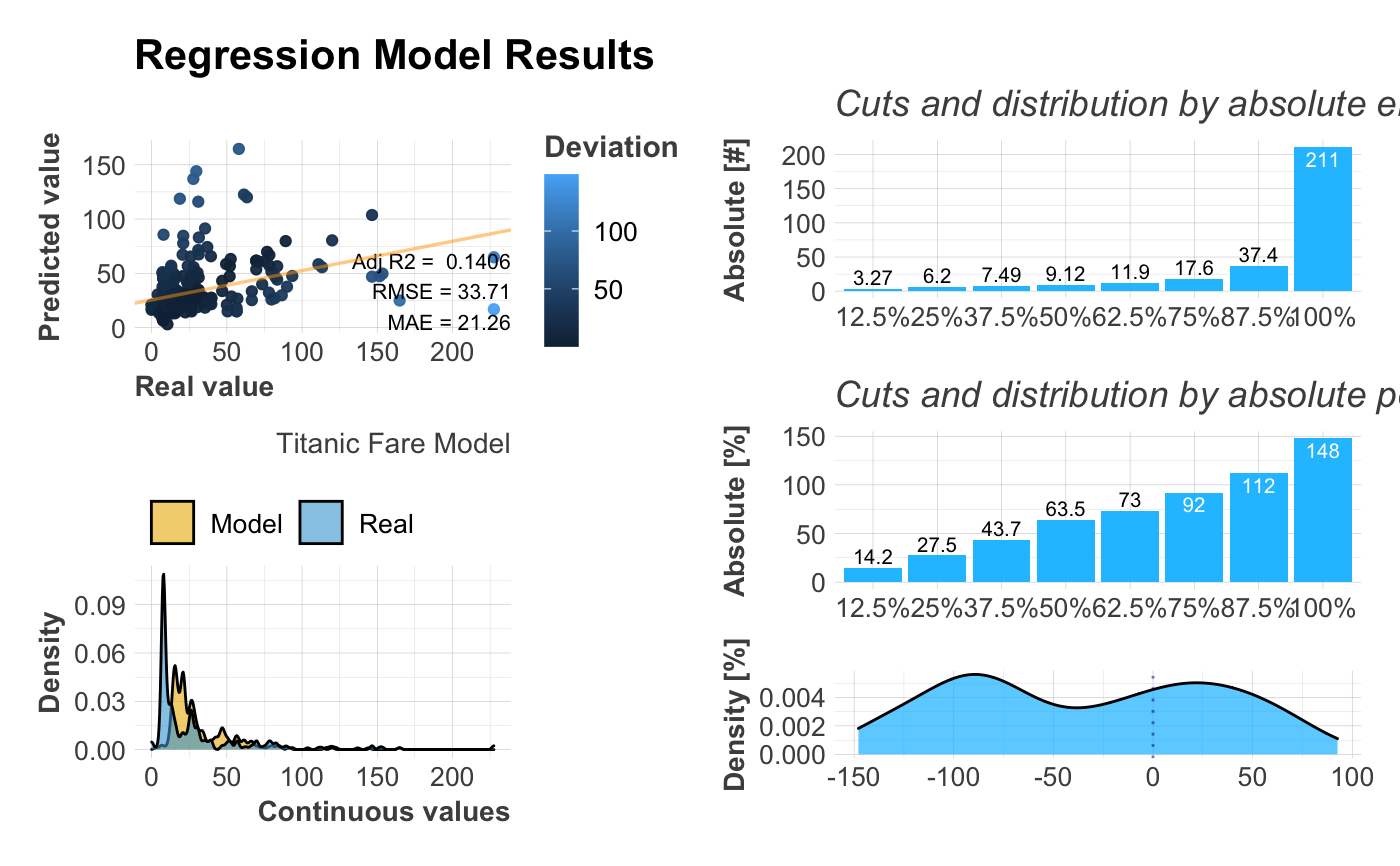 Regression Model Results
Predicted value
150
100
50
0
Adj R2 = 0.1406
RMSE = 33.71
MAE = 21.26
0 50 100 150 200
Real value
Deviation
100
50
Titanic Fare Model
Model Real
Density
0.09
0.06
0.03
0.00
0 50 100 150 200
Continuous values
Cuts and distribution by absolute
Absolute [#]
200
150
100
50
0
3.27 6.2 7.49 9.12 11.9 17.6 37.4 211
12.5% 25% 37.5% 50% 62.5% 75% 87.5% 100%
Cuts and distribution by absolute
Absolute [%]
150
100
50
0
14.2 27.5 43.7 63.5 73 92 112 148
12.5% 25% 37.5% 50% 62.5% 75% 87.5% 100%
Density [%]
0.004
0.002
0.000
-150 -100 -50 0 50 100